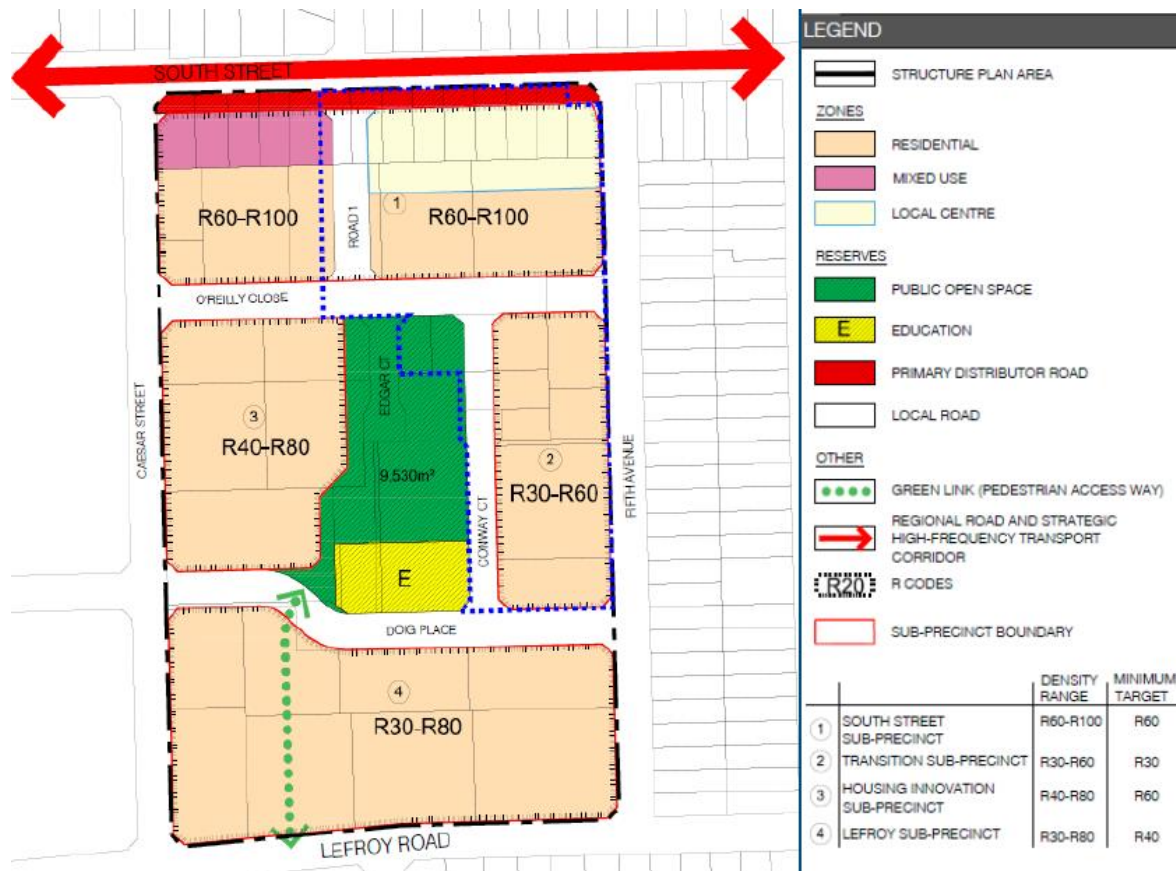 SOUTH STREET
R60-R100
ROAD 1
1
R60-R100
O'REILLY CLOSE
CAESAR STREET
3
R40-R80
EDGAR CT
9,530m²
CONWAY CT
2
R30-R60
FIFTH AVENUE
E
DOIG PLACE
4
R30-R80
LEFROY ROAD
LEGEND
STRUCTURE PLAN AREA
ZONES
RESIDENTIAL
MIXED USE
LOCAL CENTRE
RESERVES
PUBLIC OPEN SPACE
E EDUCATION
PRIMARY DISTRIBUTOR ROAD
LOCAL ROAD
OTHER
GREEN LINK (PEDESTRIAN ACCESS WAY)
REGIONAL ROAD AND STRATEGIC
HIGH-FREQUENCY TRANSPORT
CORRIDOR
R20 R CODES
SUB-PRECINCT BOUNDARY
DENSITY MINIMUM
RANGE TARGET
1 SOUTH STREET R60-R100 R60
SUB-PRECINCT
2 TRANSITION SUB-PRECINCT R30-R60 R30
3 HOUSING INNOVATION R40-R80 R60
SUB-PRECINCT
4 LEFROY SUB-PRECINCT R30-R80 R40